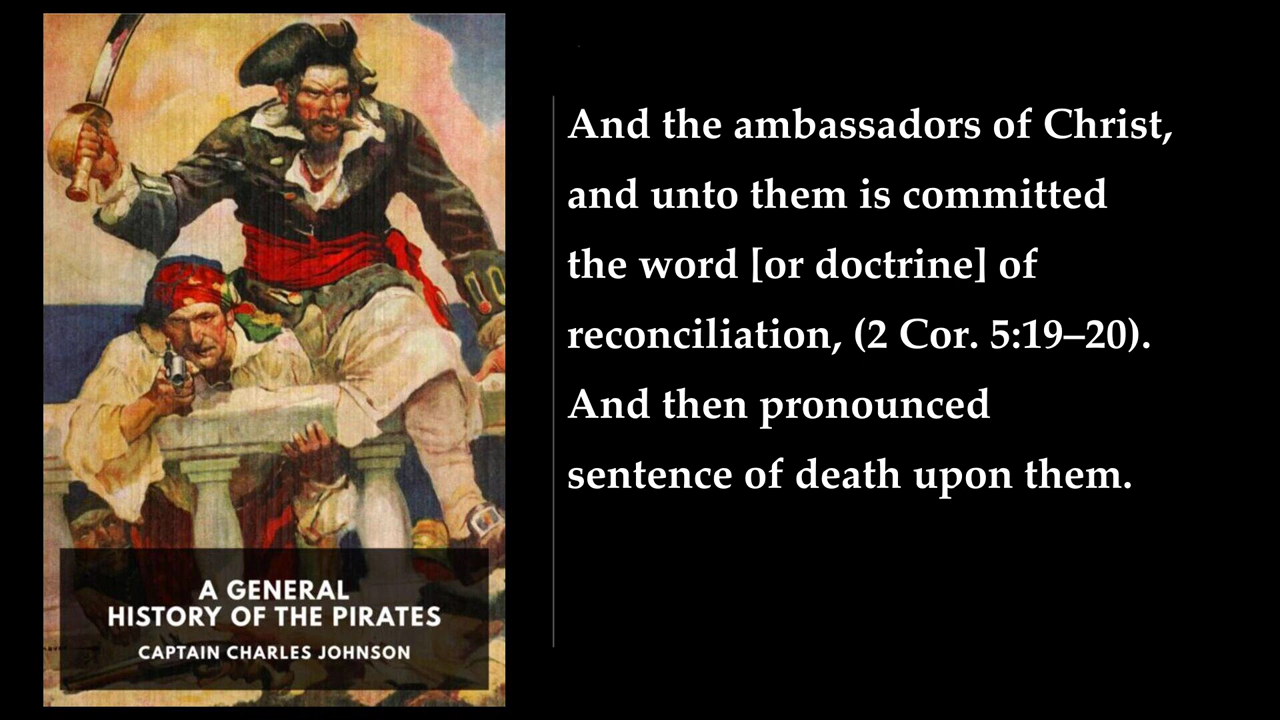 And the ambassadors of Christ,
and unto them is committed
the word [or doctrine] of
reconciliation, (2 Cor. 5:19–20).
And then pronounced
sentence of death upon them.
A GENERAL
HISTORY OF THE PIRATES
CAPTAIN CHARLES JOHNSON